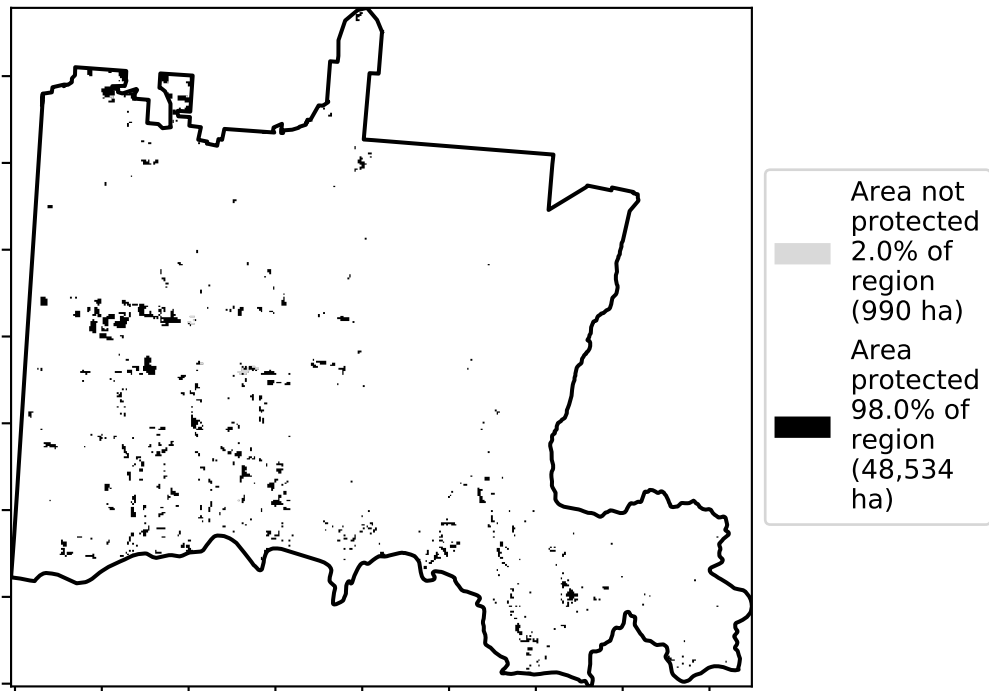 Area not
protected
2.0% of
region
(990 ha)
Area
protected
98.0% of
region
(48,534
ha)